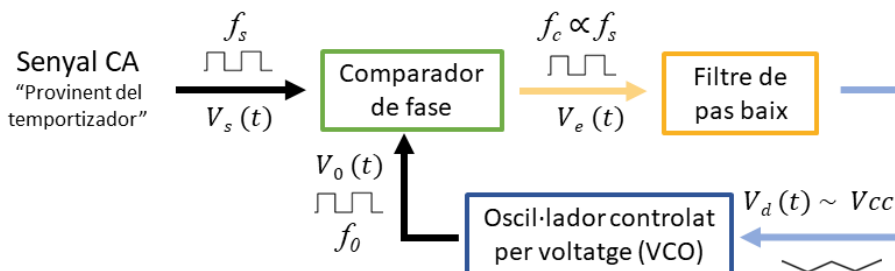 Senyal CA
“Provinent del
temportizador”
f_s
V_s (t)
Comparador
de fase
f_c ∝ f_s
V_e (t)
Filtre de
pas baix
V_0 (t)
f_0
Oscil·lador controlat
per voltatge (VCO)
V_d (t) ~ Vcc